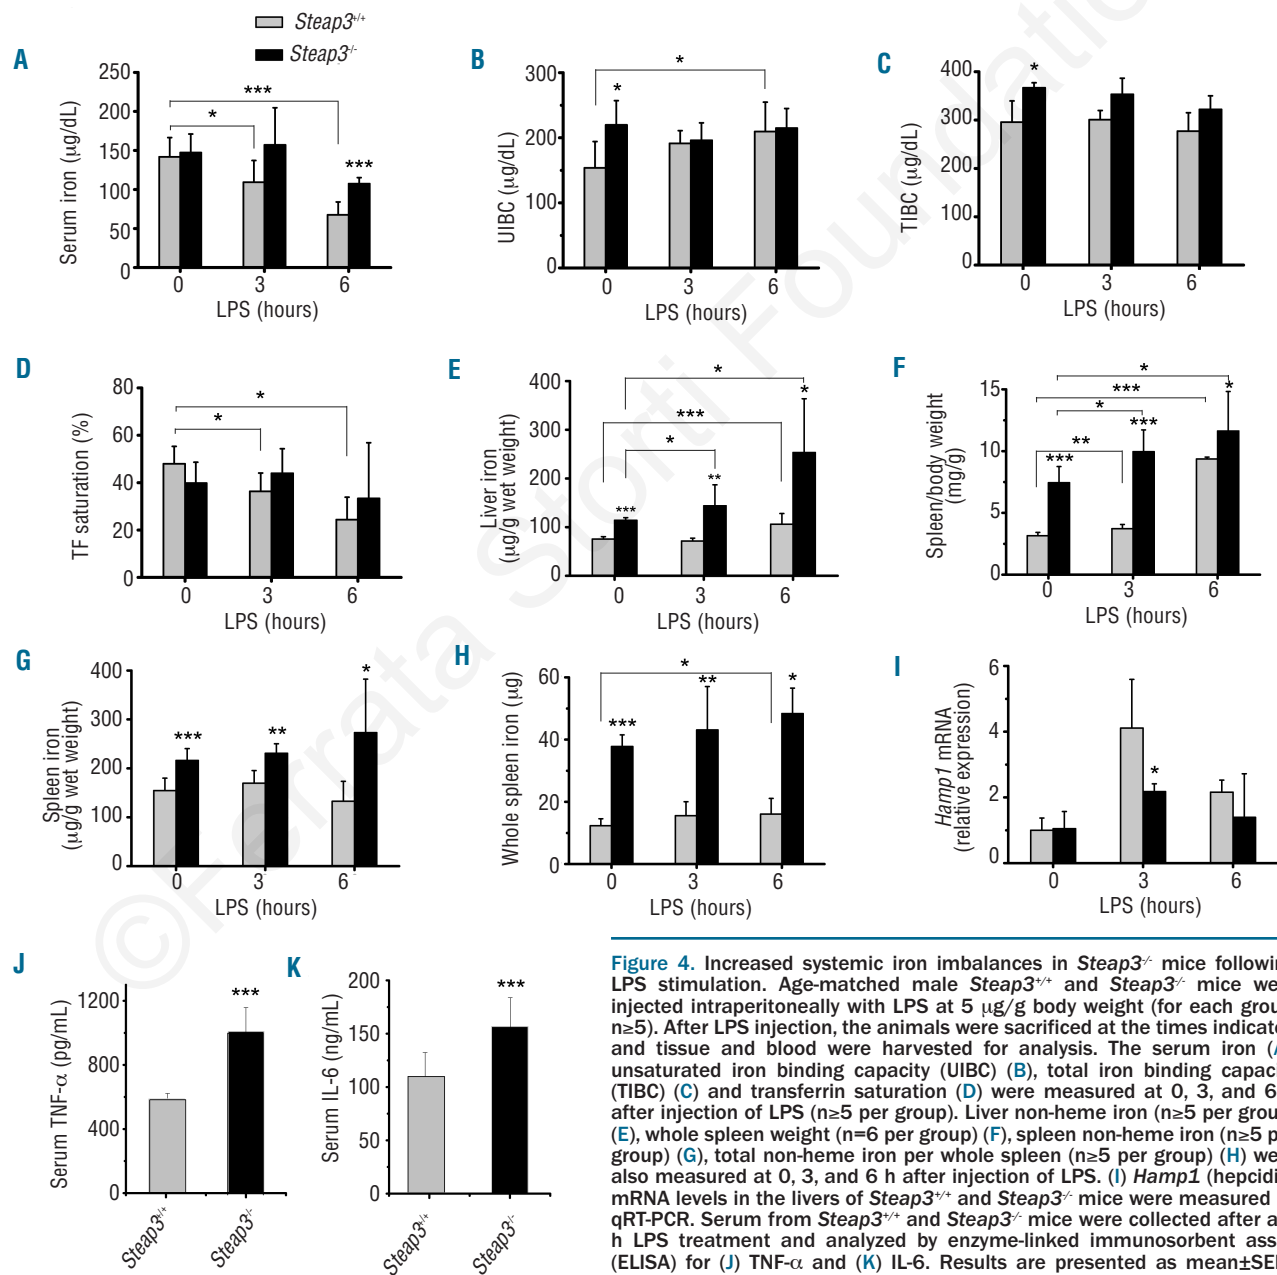 Steap3+/+
Steap3-/-
A
250
200
150
100
50
0
Serum iron (µg/dL)
***
*
***
0 3 6
LPS (hours)
B
300
200
100
0
UIBC (µg/dL)
*
*
0 3 6
LPS (hours)
C
400
300
200
100
0
TIBC (µg/dL)
*
0 3 6
LPS (hours)
D
80
60
40
20
0
TF saturation (%)
*
*
0 3 6
LPS (hours)
E
400
300
200
100
0
Liver iron
(µg/g wet weight)
*
*
***
*
**
***
0 3 6
LPS (hours)
F
15
10
5
0
Spleen/body weight
(mg/g)
*
***
*
*
***
**
***
0 3 6
LPS (hours)
G
400
300
200
100
0
Spleen iron
(µg/g wet weight)
***
**
*
0 3 6
LPS (hours)
H
60
40
20
0
Whole spleen iron (µg)
*
***
**
*
0 3 6
LPS (hours)
I
6
4
2
0
Hamp1 mRNA
(relative expression)
*
0 3 6
LPS (hours)
J
1200
800
400
0
Serum TNF-α (pg/mL)
***
Steap3+/+ Steap3-/-
K
200
150
100
50
0
Serum IL-6 (ng/mL)
***
Steap3+/+ Steap3-/-
Figure 4. Increased systemic iron imbalances in Steap3-/- mice followin
LPS stimulation. Age-matched male Steap3+/+ and Steap3-/- mice we
injected intraperitoneally with LPS at 5 µg/g body weight (for each grou
n≥5). After LPS injection, the animals were sacrificed at the times indicate
and tissue and blood were harvested for analysis. The serum iron (A
unsaturated iron binding capacity (UIBC) (B), total iron binding capac
(TIBC) (C) and transferrin saturation (D) were measured at 0, 3, and 6
after injection of LPS (n≥5 per group). Liver non-heme iron (n≥5 per grou
(E), whole spleen weight (n=6 per group) (F), spleen non-heme iron (n≥5 p
group) (G), total non-heme iron per whole spleen (n≥5 per group) (H) we
also measured at 0, 3, and 6 h after injection of LPS. (I) Hamp1 (hepcidi
mRNA levels in the livers of Steap3+/+ and Steap3-/- mice were measured
qRT-PCR. Serum from Steap3+/+ and Steap3-/- mice were collected after a
h LPS treatment and analyzed by enzyme-linked immunosorbent ass
(ELISA) for (J) TNF-α and (K) IL-6. Results are presented as mean±SE
©Ferrata Storti Foundatio